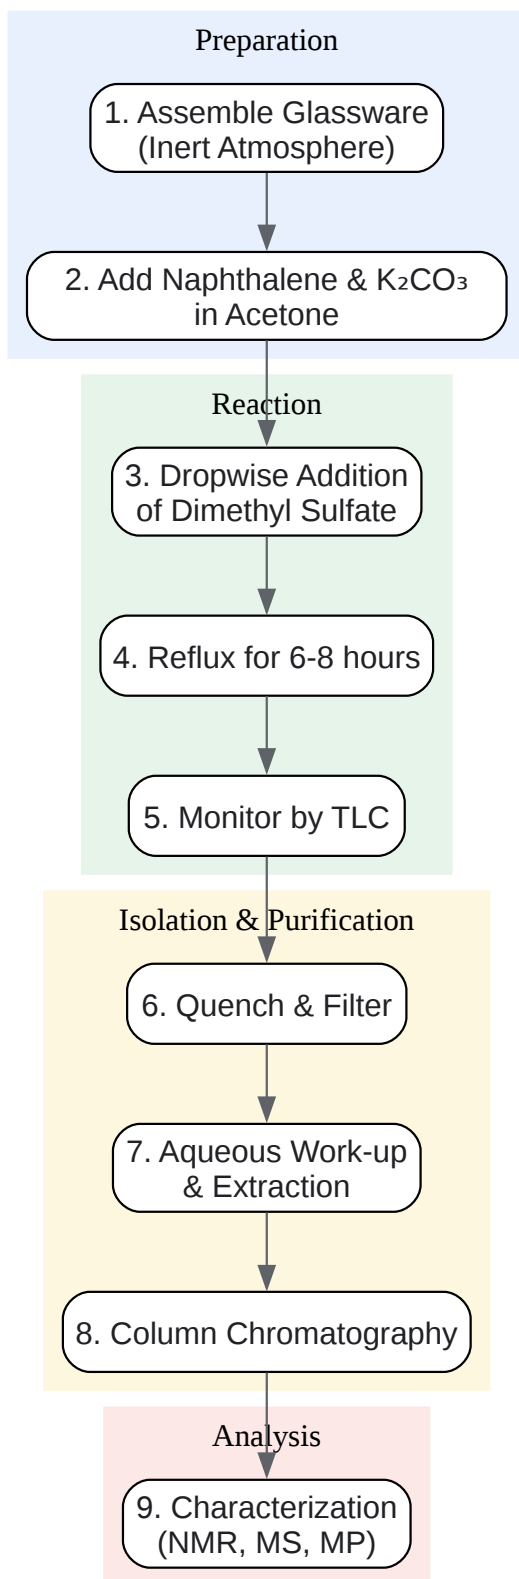 Preparation
1. Assemble Glassware
(Inert Atmosphere)
2. Add Naphthalene & K₂CO₃
in Acetone
Reaction
3. Dropwise Addition
of Dimethyl Sulfate
4. Reflux for 6-8 hours
5. Monitor by TLC
Isolation & Purification
6. Quench & Filter
7. Aqueous Work-up
& Extraction
8. Column Chromatography
Analysis
9. Characterization
(NMR, MS, MP)